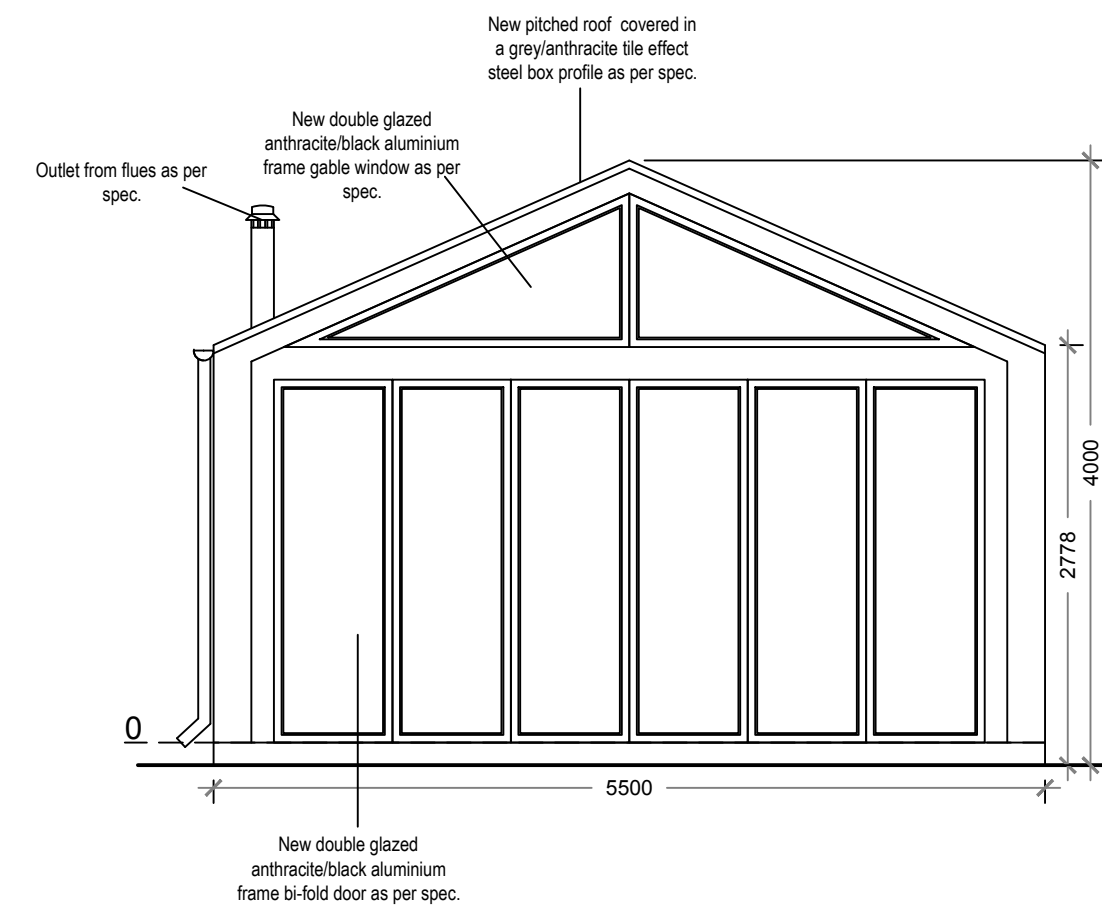 New pitched roof covered in
a grey/anthracite tile effect
steel box profile as per spec.
New double glazed
anthracite/black aluminium
frame gable window as per
spec.
Outlet from flues as per
spec.
4000
2778
0
5500
New double glazed
anthracite/black aluminium
frame bi-fold door as per spec.